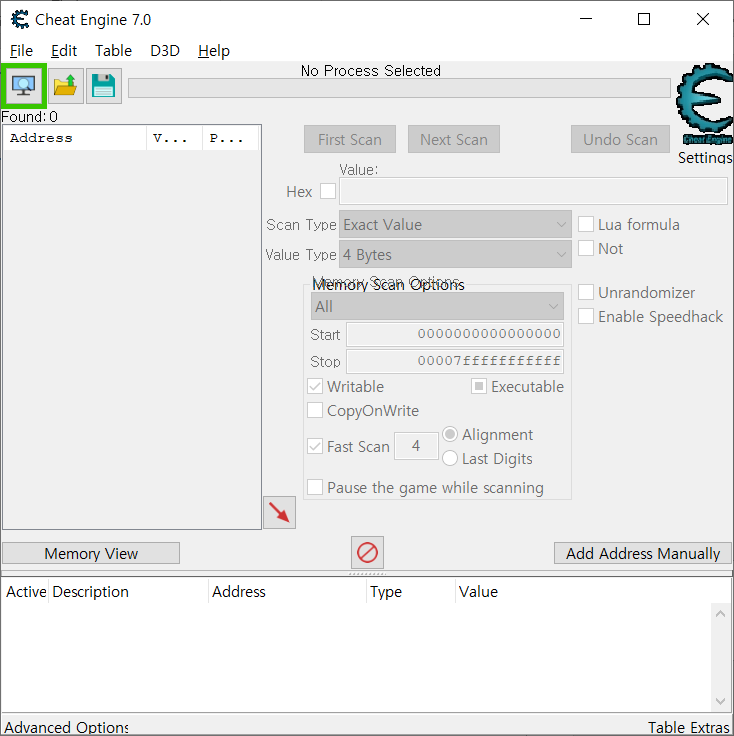 Cheat Engine 7.0
File Edit Table D3D Help
No Process Selected
Found: 0
Address V... P...
First Scan Next Scan Undo Scan
Cheat Engine
Settings
Value:
Hex
Scan Type Exact Value
Lua formula
Value Type 4 Bytes
Not
Memory Scan Options
Memory Scan Options
All
Unrandomizer
Start 0000000000000000
Enable Speedhack
Stop 00007fffffffffff
Writable Executable
CopyOnWrite
Fast Scan 4 Alignment
Last Digits
Pause the game while scanning
Memory View Add Address Manually
Active Description Address Type Value
Advanced Options Table Extras